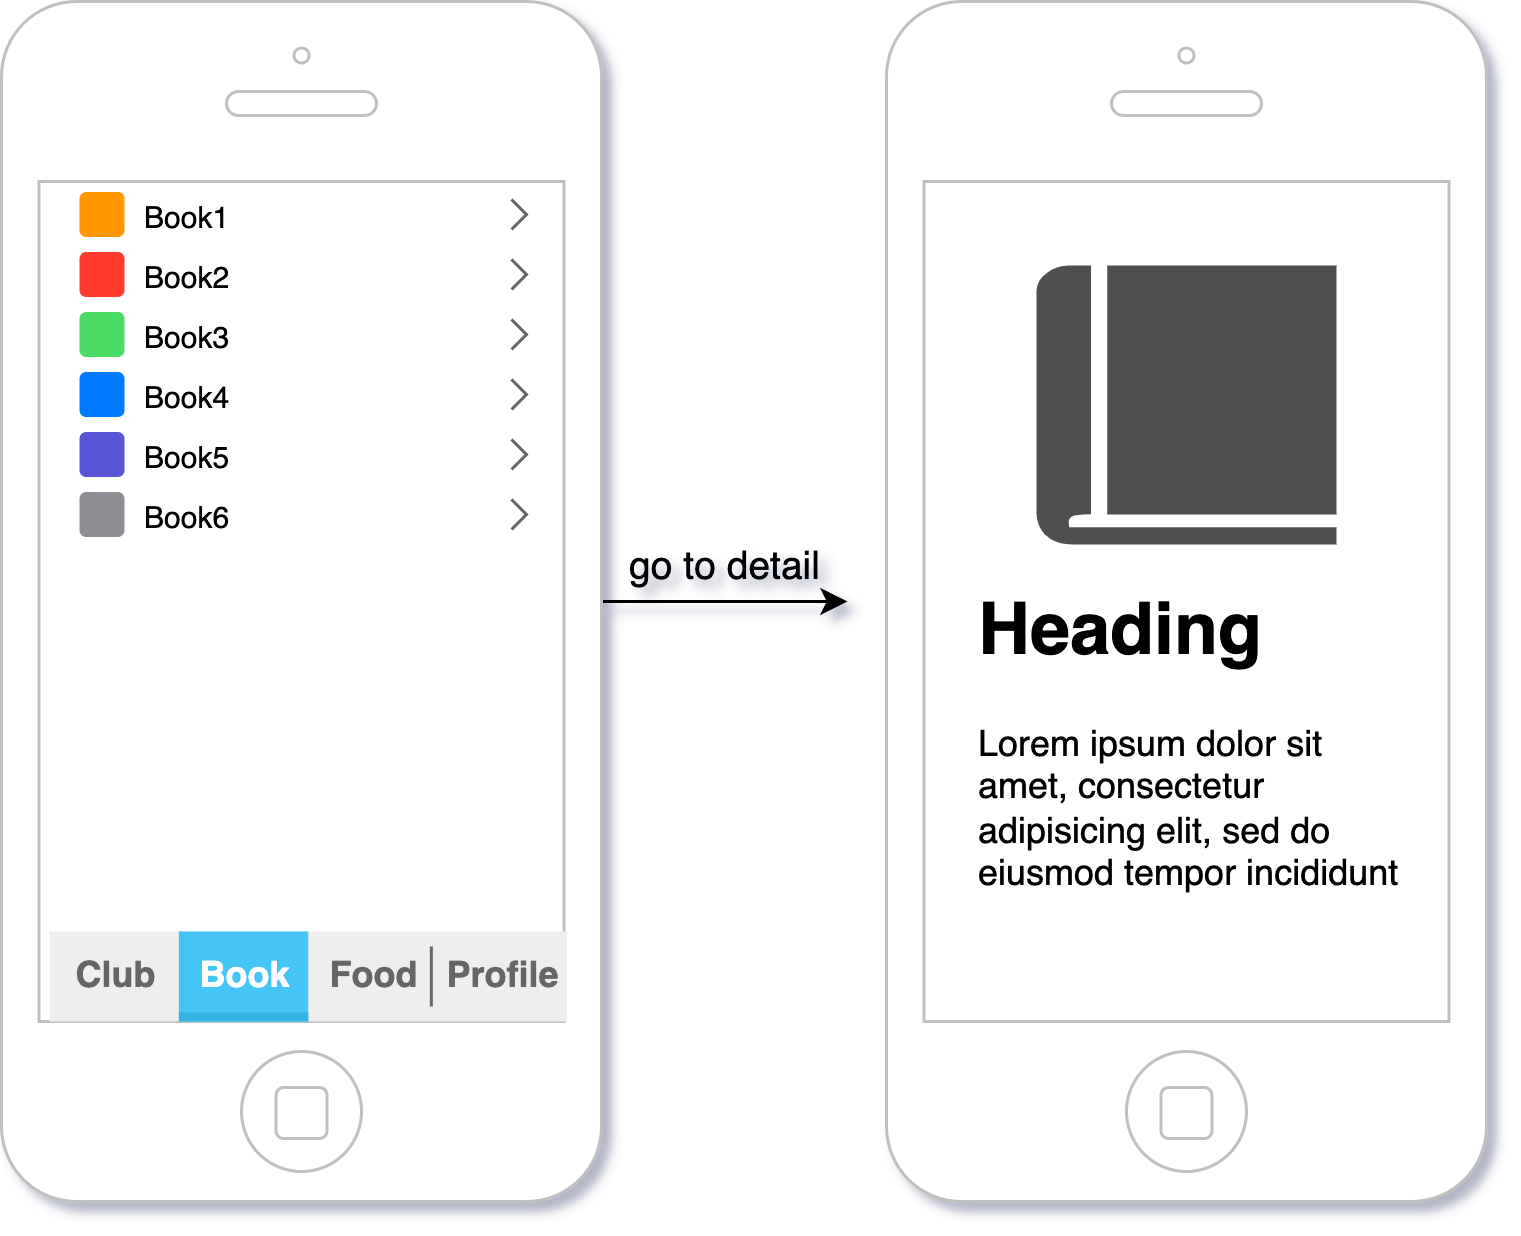 Book1
Book2
Book3
Book4
Book5
Book6
Club
Book
Food
Profile
go to detail
Heading
Lorem ipsum dolor sit
amet, consectetur
adipisicing elit, sed do
eiusmod tempor incididunt